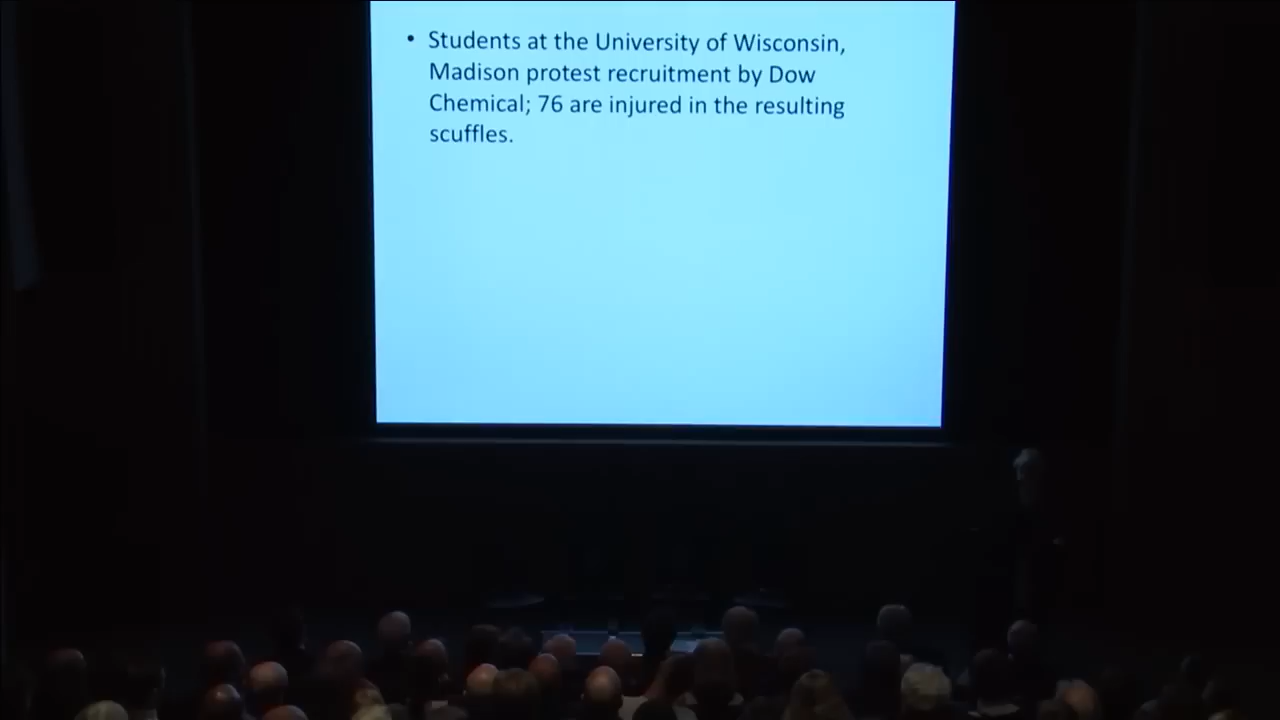 • Students at the University of Wisconsin,
Madison protest recruitment by Dow
Chemical; 76 are injured in the resulting
scuffles.